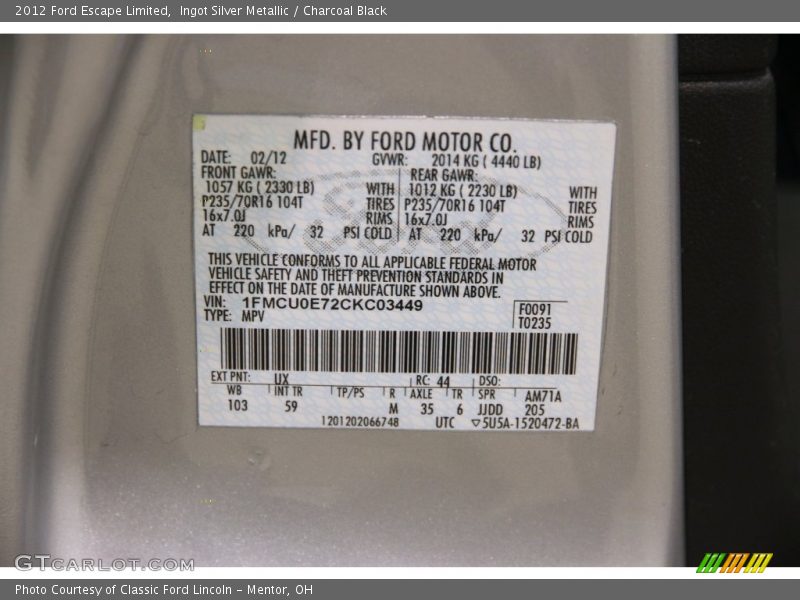 2012 Ford Escape Limited,  Ingot Silver Metallic / Charcoal Black
MFD. BY FORD MOTOR CO.
DATE: 02/12 GVWR: 2014 KG ( 4440 LB)
FRONT GAWR: REAR GAWR:
1057 KG ( 2330 LB) WITH 1012 KG ( 2230 LB) WITH
P235/70R16 104T TIRES P235/70R16 104T TIRES
16x7.0J RIMS 16x7.0J RIMS
AT 220 kPa/ 32 PSI COLD AT 220 kPa/ 32 PSI COLD
THIS VEHICLE CONFORMS TO ALL APPLICABLE FEDERAL MOTOR
VEHICLE SAFETY AND THEFT PREVENTION STANDARDS IN
EFFECT ON THE DATE OF MANUFACTURE SHOWN ABOVE.
VIN: 1FMCU0E72CKC03449 F0091
TYPE: MPV T0235
EXT PNT: UX RC: 44 DSO:
WB INT TR TP/PS R AXLE TR SPR AM71A
103 59 M 35 6 JJDD 205
1201202066748 UTC ▽5U5A-1520472-BA
GTCARLOT.COM
Photo Courtesy of Classic Ford Lincoln - Mentor, OH